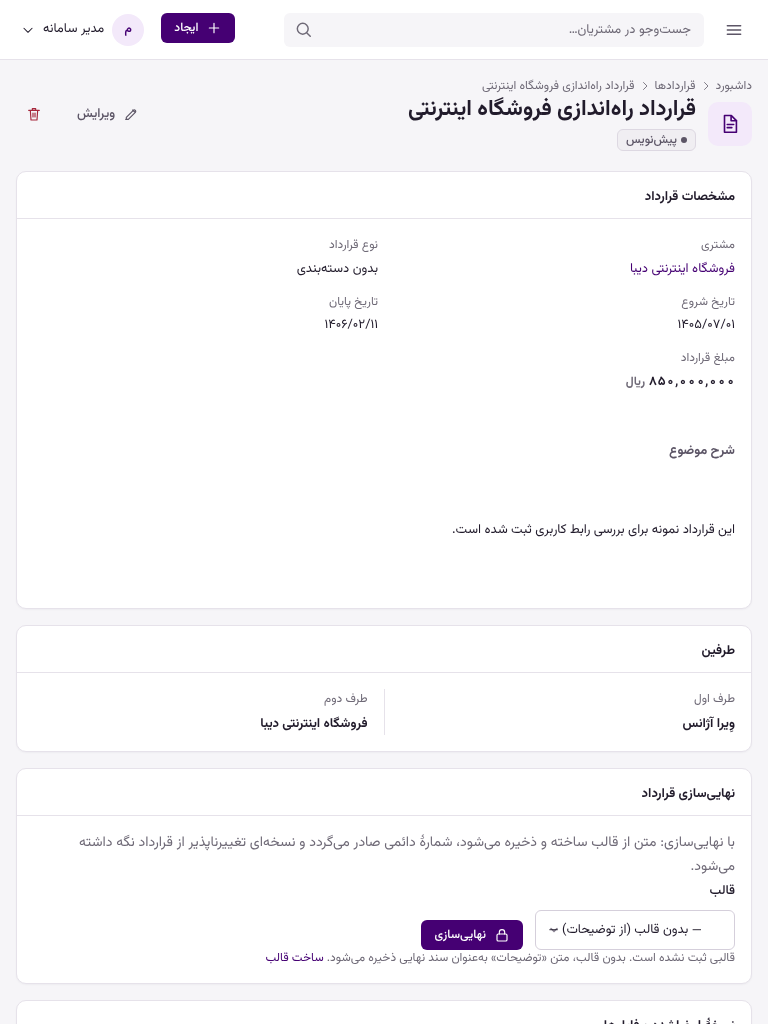 جست‌وجو در مشتریان...
ایجاد
م
مدیر سامانه
داشبورد
قراردادها
قرارداد راه‌اندازی فروشگاه اینترنتی
قرارداد راه‌اندازی فروشگاه اینترنتی
پیش‌نویس
ویرایش
مشخصات قرارداد
مشتری
نوع قرارداد
فروشگاه اینترنتی دیبا
بدون دسته‌بندی
تاریخ شروع
تاریخ پایان
۱۴۰۵/۰۷/۰۱
۱۴۰۶/۰۲/۱۱
مبلغ قرارداد
۸۵۰,۰۰۰,۰۰۰ ریال
شرح موضوع
این قرارداد نمونه برای بررسی رابط کاربری ثبت شده است.
طرفین
طرف اول
طرف دوم
وِیرا آژانس
فروشگاه اینترنتی دیبا
نهایی‌سازی قرارداد
با نهایی‌سازی: متن از قالب ساخته و ذخیره می‌شود، شمارهٔ دائمی صادر می‌گردد و نسخه‌ای تغییرناپذیر از قرارداد نگه داشته
می‌شود.
قالب
— بدون قالب (از توضیحات) —
نهایی‌سازی
قالبی ثبت نشده است. بدون قالب، متن «توضیحات» به‌عنوان سند نهایی ذخیره می‌شود. ساخت قالب